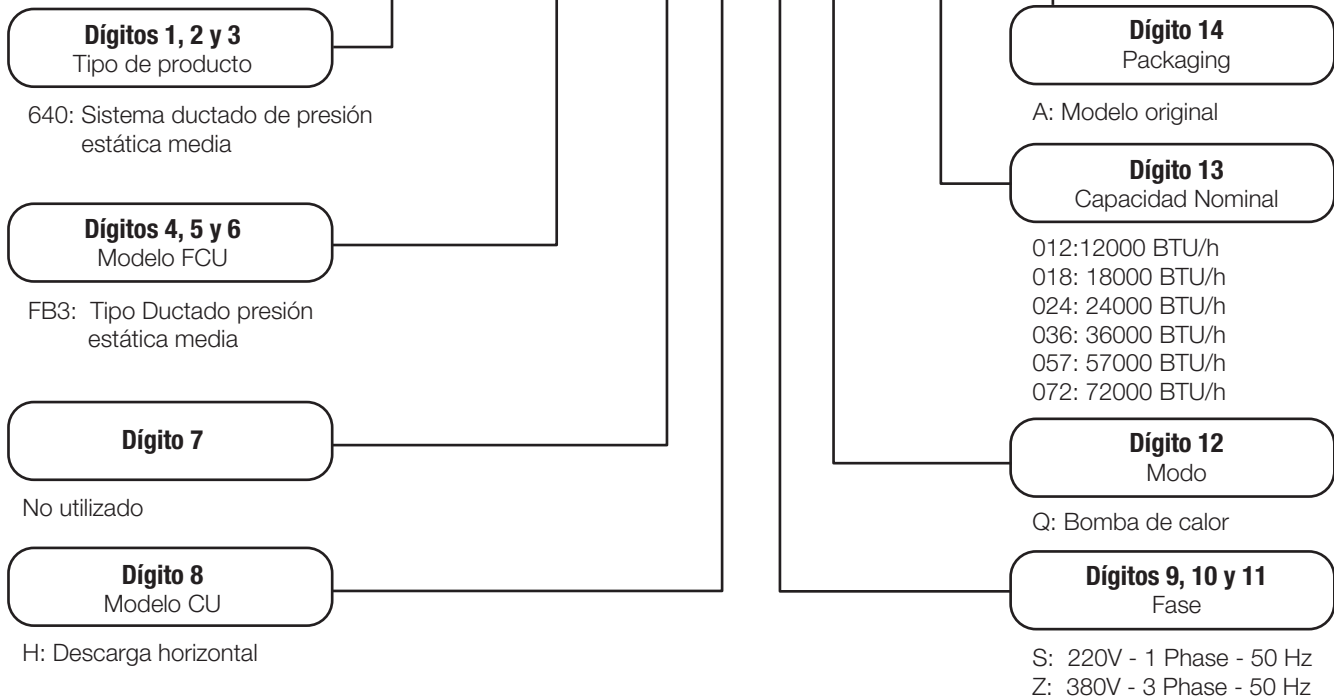 Dígitos 1, 2 y 3
Tipo de producto
640: Sistema ductado de presión
estática media
Dígitos 4, 5 y 6
Modelo FCU
FB3: Tipo Ductado presión
estática media
Dígito 7
No utilizado
Dígito 8
Modelo CU
H: Descarga horizontal
Dígito 14
Packaging
A: Modelo original
Dígito 13
Capacidad Nominal
012:12000 BTU/h
018: 18000 BTU/h
024: 24000 BTU/h
036: 36000 BTU/h
057: 57000 BTU/h
072: 72000 BTU/h
Dígito 12
Modo
Q: Bomba de calor
Dígitos 9, 10 y 11
Fase
S: 220V - 1 Phase - 50 Hz
Z: 380V - 3 Phase - 50 Hz